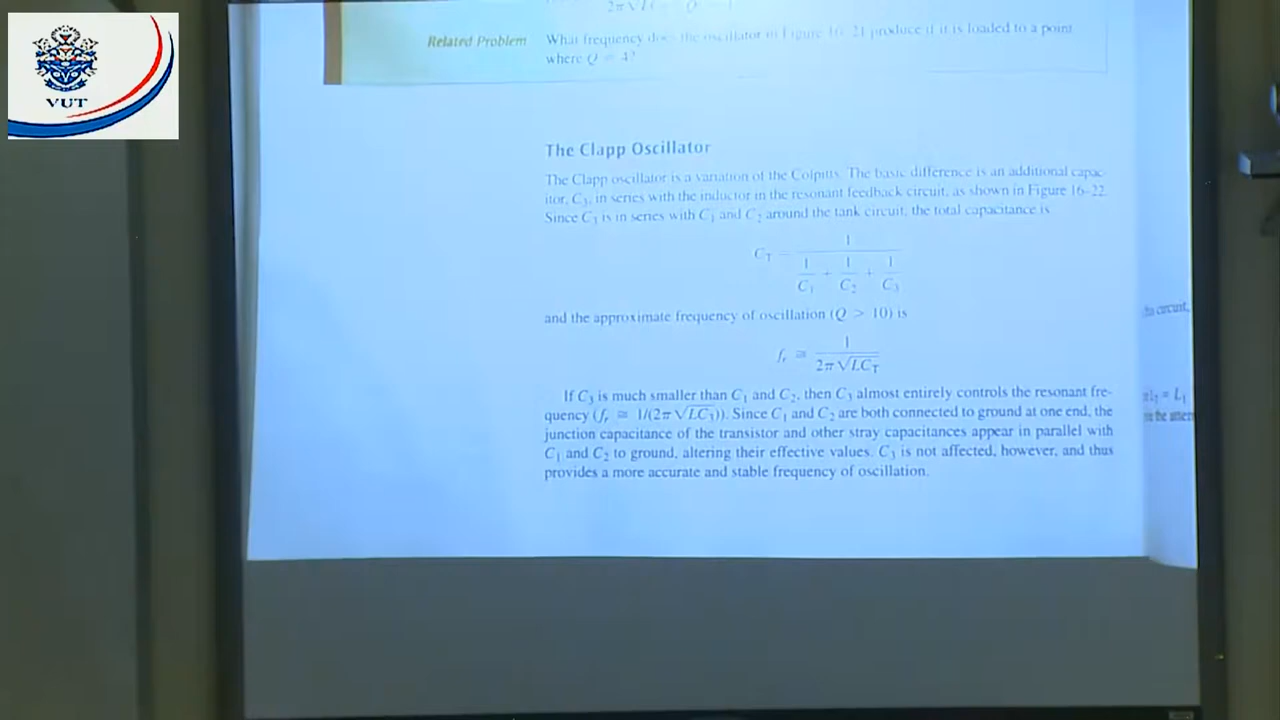 VUT
2π√LC
Related Problem What frequency does the oscillator in Figure 16–21 produce if it is loaded to a point
where Q = 4?
The Clapp Oscillator
The Clapp oscillator is a variation of the Colpitts. The basic difference is an additional capac-
itor, C₃, in series with the inductor in the resonant feedback circuit, as shown in Figure 16–22.
Since C₃ is in series with C₁ and C₂ around the tank circuit, the total capacitance is
1
C_T = 1 + 1 + 1
C₁ C₂ C₃
and the approximate frequency of oscillation (Q > 10) is
1
f_r ≅
2π√LC_T
If C₃ is much smaller than C₁ and C₂, then C₃ almost entirely controls the resonant fre-
quency (f_r ≅ 1/(2π√LC₃)). Since C₁ and C₂ are both connected to ground at one end, the
junction capacitance of the transistor and other stray capacitances appear in parallel with
C₁ and C₂ to ground, altering their effective values. C₃ is not affected, however, and thus
provides a more accurate and stable frequency of oscillation.
circuit,
= L₁